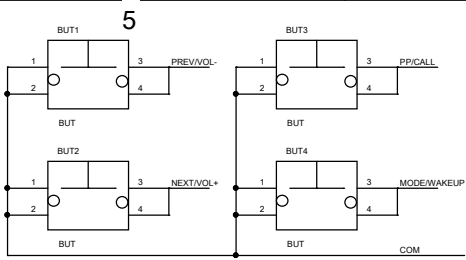 5
BUT1
1 3 PREV/VOL-
2 4
BUT
BUT3
1 3 PP/CALL
2 4
BUT
BUT2
1 3 NEXT/VOL+
2 4
BUT
BUT4
1 3 MODE/WAKEUP
2 4
BUT
COM